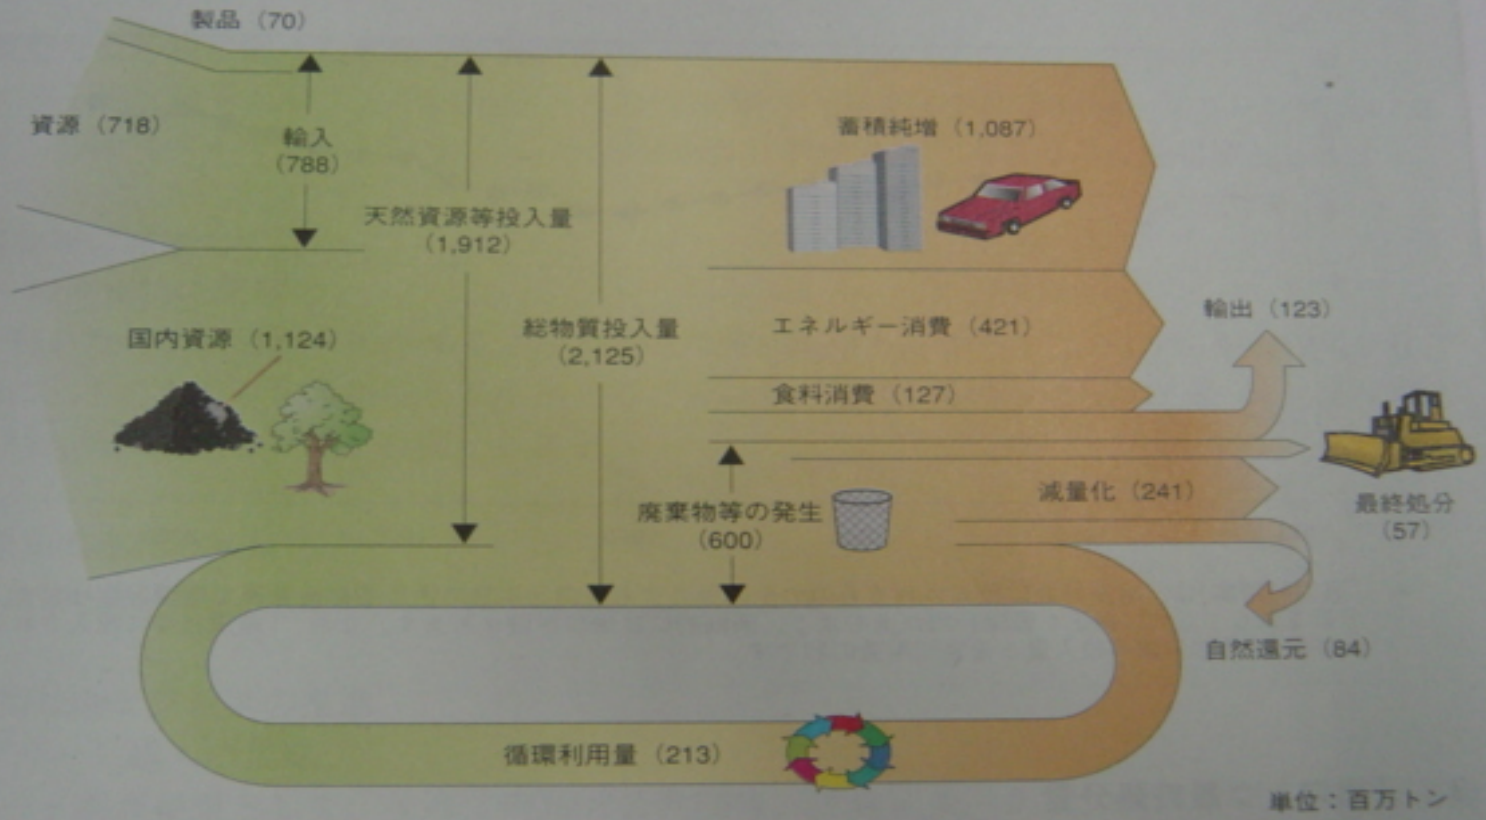 製品（70）
資源（718）
輸入
（788）
天然資源等投入量
（1,912）
国内資源（1,124）
総物質投入量
（2,125）
蓄積純増（1,087）
エネルギー消費（421）
食料消費（127）
輸出（123）
廃棄物等の発生
（600）
減量化（241）
最終処分
（57）
自然還元（84）
循環利用量（213）
単位：百万トン